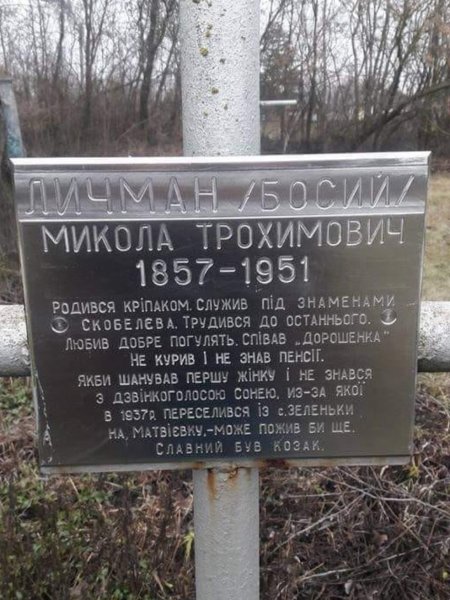 ЛИЧМАН /БОСИЙ/
МИКОЛА ТРОХИМОВИЧ
1857-1951
РОДИВСЯ КРІПАКОМ. СЛУЖИВ ПІД ЗНАМЕНАМИ
СКОБЕЛЄВА. ТРУДИВСЯ ДО ОСТАННЬОГО.
ЛЮБИВ ДОБРЕ ПОГУЛЯТЬ. СПІВАВ „ДОРОШЕНКА"
НЕ КУРИВ І НЕ ЗНАВ ПЕНСІЇ.
ЯКБИ ШАНУВАВ ПЕРШУ ЖІНКУ І НЕ ЗНАВСЯ
З ДЗВІНКОГОЛОСОЮ СОНЕЮ, ИЗ-ЗА ЯКОЇ
В 1937р. ПЕРЕСЕЛИВСЯ ІЗ с. ЗЕЛЕНЬКИ
НА, МАТВІЄВКУ,-МОЖЕ ПОЖИВ БИ ЩЕ.
СЛАВНИЙ БУВ КОЗАК.